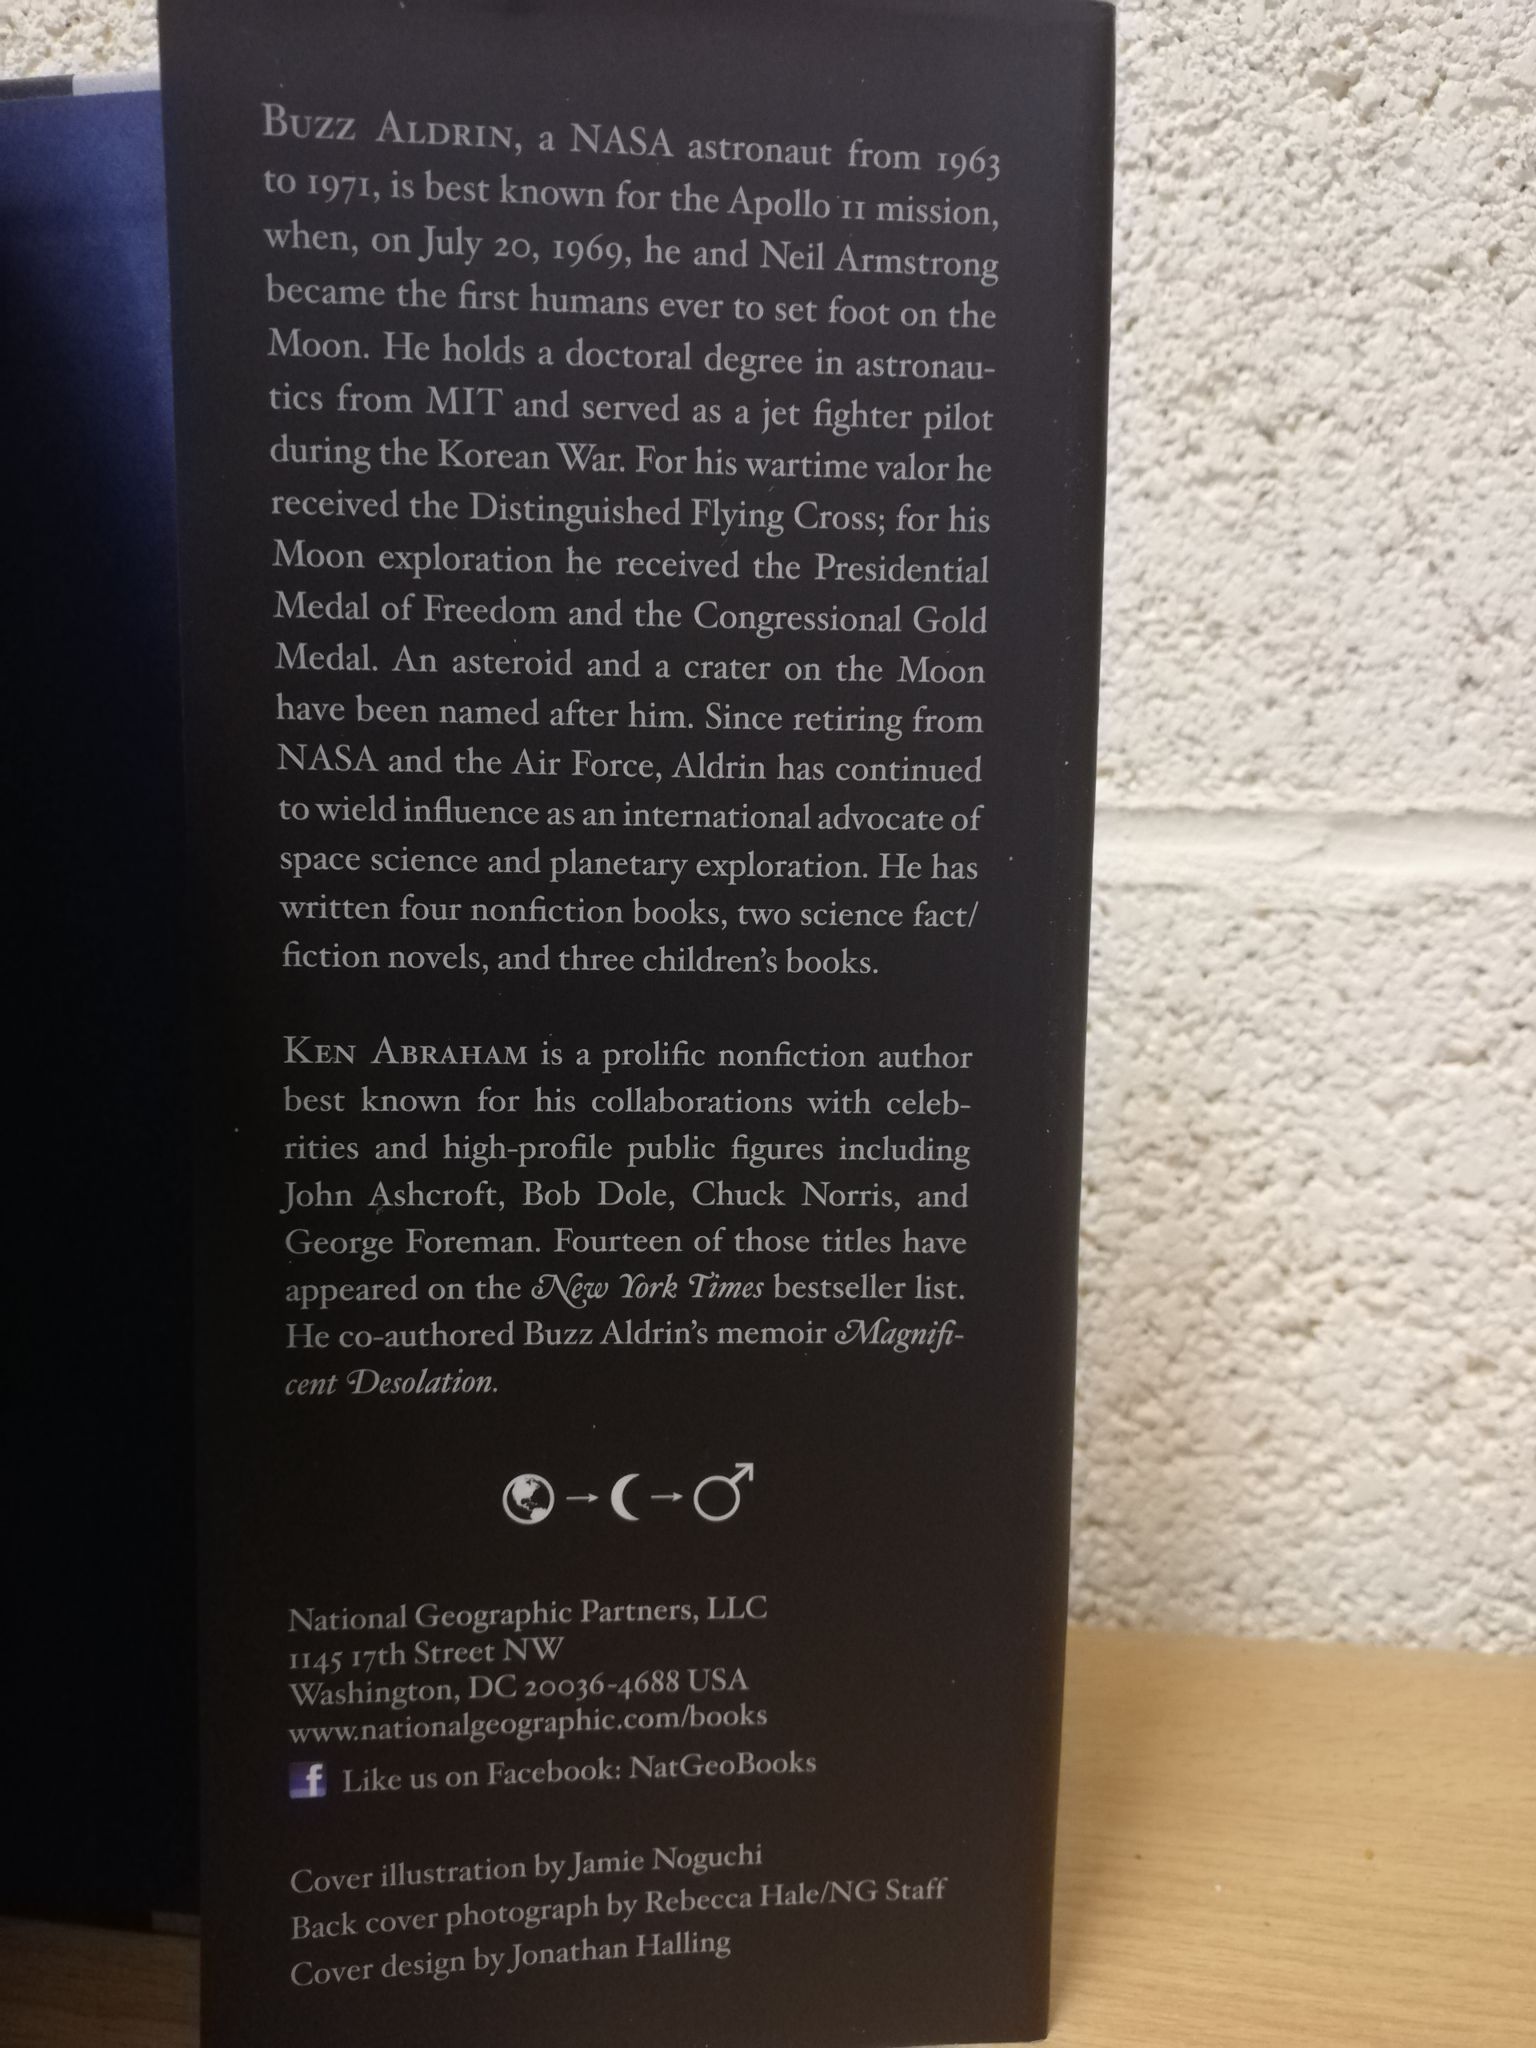 BUZZ ALDRIN, a NASA astronaut from 1963
to 1971, is best known for the Apollo 11 mission,
when, on July 20, 1969, he and Neil Armstrong
became the first humans ever to set foot on the
Moon. He holds a doctoral degree in astronau-
tics from MIT and served as a jet fighter pilot
during the Korean War. For his wartime valor he
received the Distinguished Flying Cross; for his
Moon exploration he received the Presidential
Medal of Freedom and the Congressional Gold
Medal. An asteroid and a crater on the Moon
have been named after him. Since retiring from
NASA and the Air Force, Aldrin has continued
to wield influence as an international advocate of
space science and planetary exploration. He has
written four nonfiction books, two science fact/
fiction novels, and three children's books.
KEN ABRAHAM is a prolific nonfiction author
best known for his collaborations with celeb-
rities and high-profile public figures including
John Ashcroft, Bob Dole, Chuck Norris, and
George Foreman. Fourteen of those titles have
appeared on the New York Times bestseller list.
He co-authored Buzz Aldrin's memoir Magnifi-
cent Desolation.
National Geographic Partners, LLC
1145 17th Street NW
Washington, DC 20036-4688 USA
www.nationalgeographic.com/books
f Like us on Facebook: NatGeoBooks
Cover illustration by Jamie Noguchi
Back cover photograph by Rebecca Hale/NG Staff
Cover design by Jonathan Halling